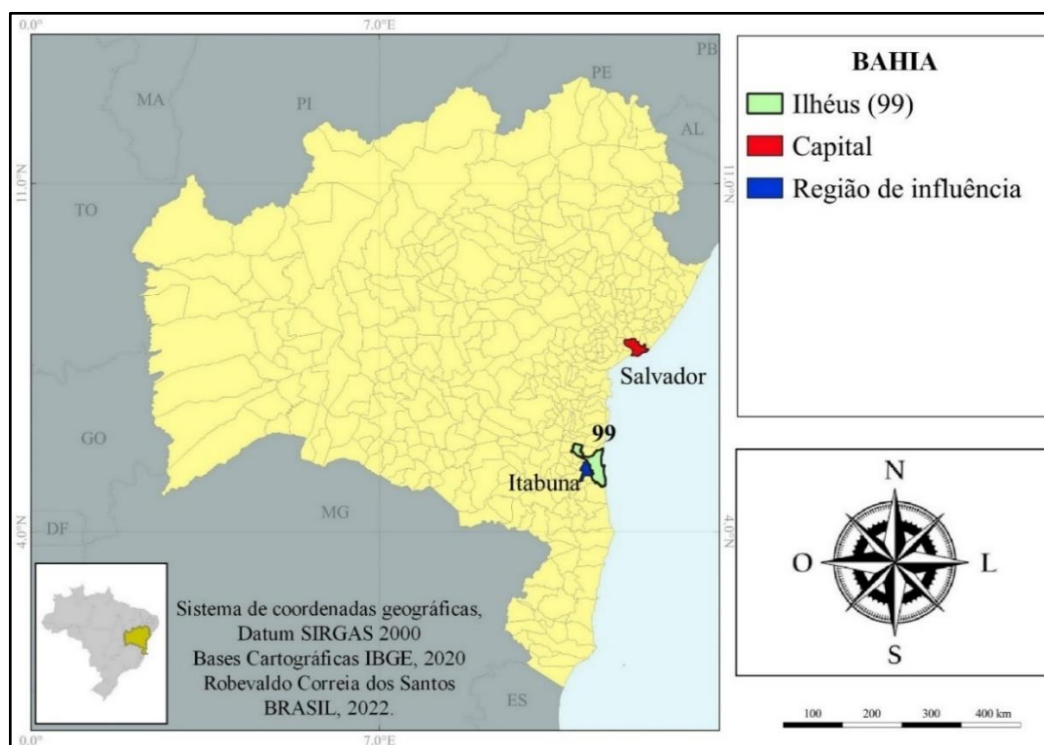 0.0°
7.0°E
MA
PI
PE
PB
AL
11.0°N
11.0°N
TO
GO
DF
MG
ES
4.0°N
4.0°N
7.0°E
Salvador
99
Itabuna
Sistema de coordenadas geográficas,
Datum SIRGAS 2000
Bases Cartográficas IBGE, 2020
Robevaldo Correia dos Santos
BRASIL, 2022.
BAHIA
Ilhéus (99)
Capital
Região de influência
N
O
L
S
100 200 300 400 km